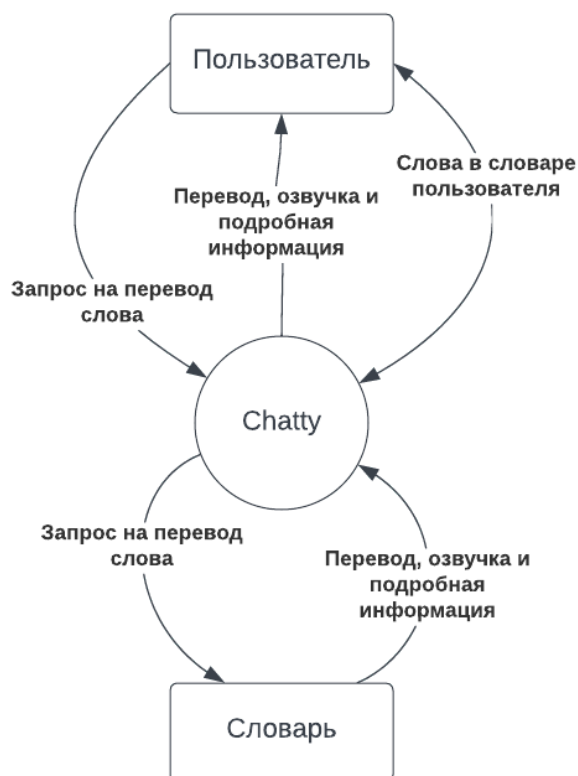 Пользователь
Слова в словаре
пользователя
Перевод, озвучка и
подробная
информация
Запрос на перевод
слова
Chatty
Запрос на перевод
слова
Перевод, озвучка и
подробная
информация
Словарь